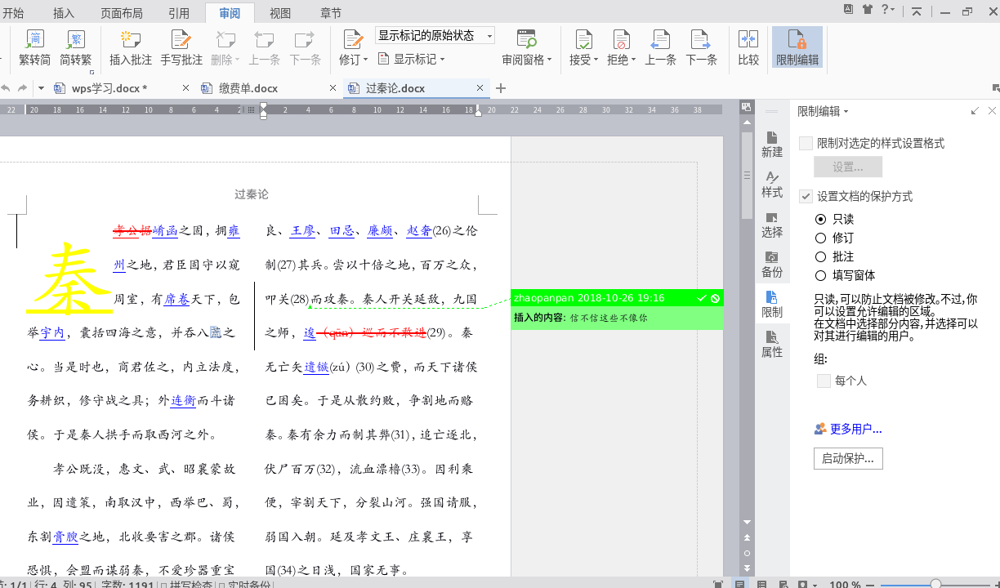 开始 插入 页面布局 引用 审阅 视图 章节
繁转简 简转繁 插入批注 手写批注 删除 上一条 下一条 修订 显示标记的原始状态 显示标记 审阅窗格 接受 拒绝 上一条 下一条 比较 限制编辑
wps学习.docx * 缴费单.docx 过秦论.docx
22 20 18 16 14 12 10 8 6 4 2 2 4 6 8 10 12 14 16 18 20 22 24 26 28 30 32 34 36 38
过秦论
秦
孝公据崤函之固，拥雍
州之地，君臣固守以窥
周室，有席卷天下，包
举宇内，囊括四海之意，并吞八荒之
心。当是时也，商君佐之，内立法度，
务耕织，修守战之具；外连衡而斗诸
侯。于是秦人拱手而取西河之外。
孝公既没，惠文、武、昭襄蒙故
业，因遗策，南取汉中，西举巴、蜀，
东割膏腴之地，北收要害之郡。诸侯
恐惧，会盟而谋弱秦，不爱珍器重宝
良、王廖、田忌、廉颇、赵奢(26)之伦
制(27)其兵。尝以十倍之地，百万之众，
叩关(28)而攻秦。秦人开关延敌，九国
之师，逡（qūn）巡而不敢进(29)。秦
无亡矢遗镞(zú）(30)之费，而天下诸侯
已困矣。于是从散约败，争割地而赂
秦。秦有余力而制其弊(31)，追亡逐北，
伏尸百万(32)，流血漂橹(33)。因利乘
便，宰割天下，分裂山河。强国请服，
弱国入朝。延及孝文王、庄襄王，享
国(34)之日浅，国家无事。
zhaopanpan 2018-10-26 19:16
插入的内容: 信不信这些不像你
新建
样式
选择
备份
限制
属性
限制编辑
限制对选定的样式设置格式
设置...
设置文档的保护方式
只读
修订
批注
填写窗体
只读,可以防止文档被修改。不过,你
可以设置允许编辑的区域。
在文档中选择部分内容,并选择可以
对其进行编辑的用户。
组:
每个人
更多用户...
启动保护...
节: 1/1 行: 4 列: 95 字数: 1191 拼写检查 实时备份 100 %